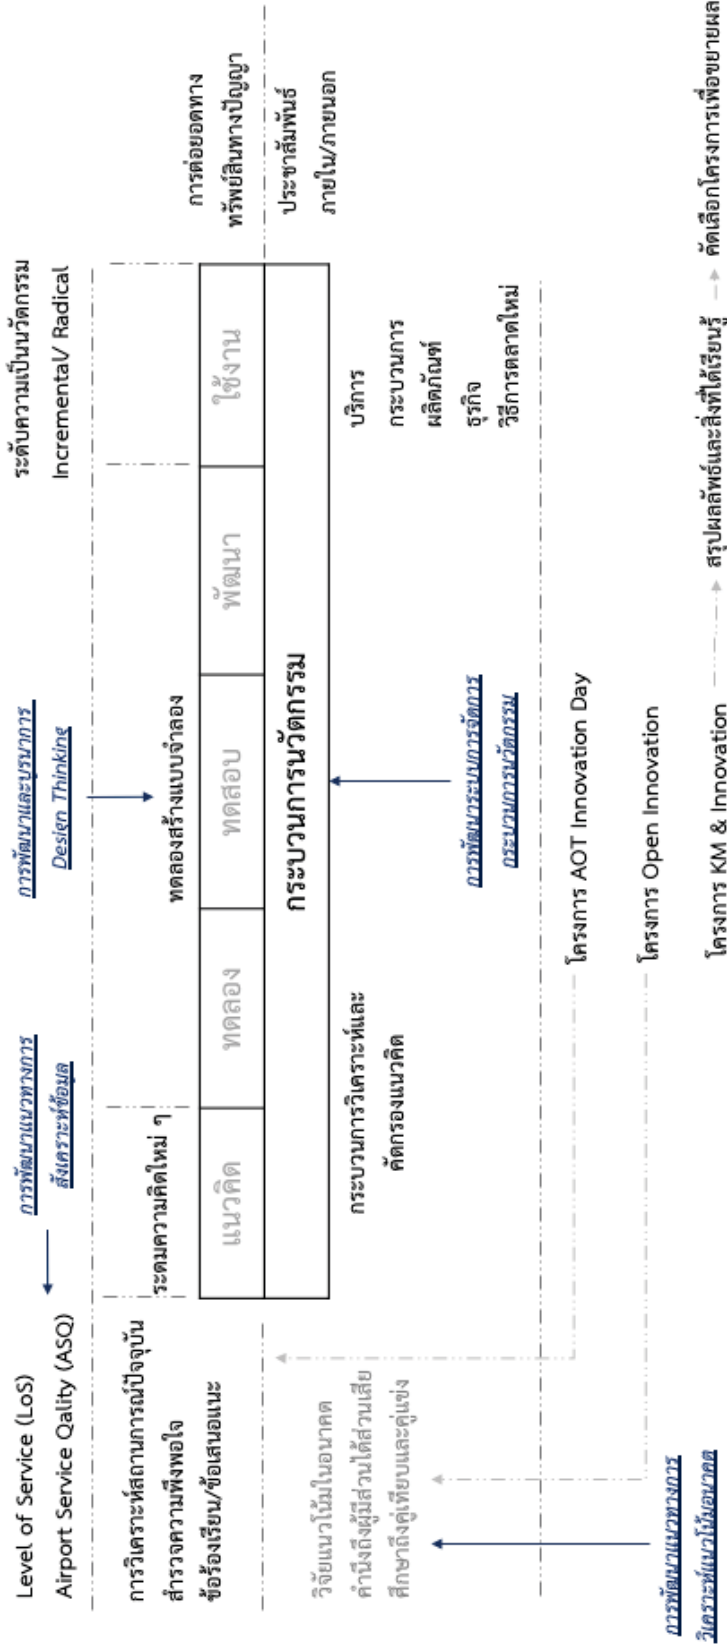 Level of Service (LoS)
Airport Service Qality (ASQ)
การพัฒนาแนวทางการ
สังเคราะห์ข้อมูล
การพัฒนาและบูรณาการ
Design Thinking
ระดับความเป็นนวัตกรรม
Incremental/ Radical
การวิเคราะห์สถานการณ์ปัจจุบัน
สำรวจความพึงพอใจ
ข้อร้องเรียน/ข้อเสนอแนะ
ระดมความคิดใหม่ ๆ
ทดลองสร้างแบบจำลอง
การต่อยอดทาง
ทรัพย์สินทางปัญญา
แนวคิด
ทดลอง
ทดสอบ
พัฒนา
ใช้งาน
กระบวนการนวัตกรรม
ประชาสัมพันธ์
ภายใน/ภายนอก
วิจัยแนวโน้มในอนาคต
คำนึงถึงผู้มีส่วนได้ส่วนเสีย
ศึกษาถึงคู่เทียบและคู่แข่ง
กระบวนการวิเคราะห์และ
คัดกรองแนวคิด
บริการ
กระบวนการ
ผลิตภัณฑ์
ธุรกิจ
วิธีการตลาดใหม่
การพัฒนาระบบการจัดการ
กระบวนการนวัตกรรม
โครงการ AOT Innovation Day
โครงการ Open Innovation
การพัฒนาแนวทางการ
วิเคราะห์แนวโน้มอนาคต
โครงการ KM & Innovation
สรุปผลลัพธ์และสิ่งที่ได้เรียนรู้
คัดเลือกโครงการเพื่อขยายผล